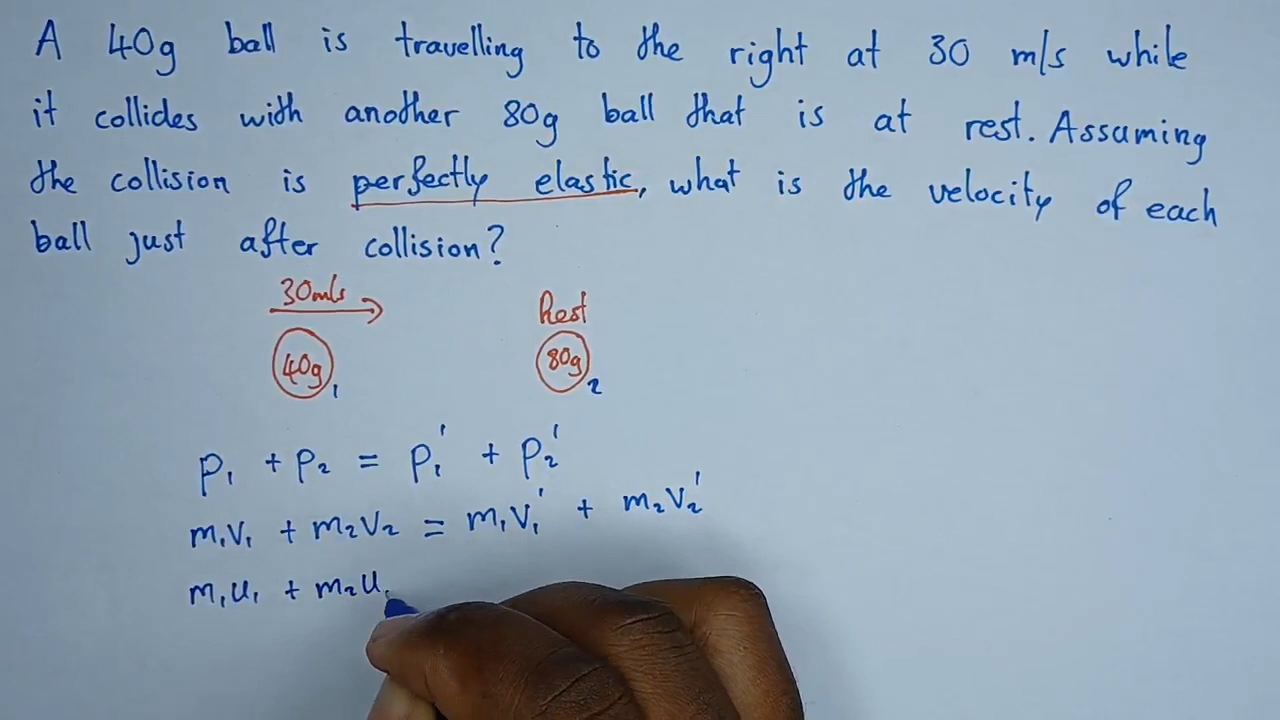 A 40g ball is travelling to the right at 30 m/s while
it collides with another 80g ball that is at rest. Assuming
the collision is perfectly elastic, what is the velocity of each
ball just after collision?
30m/s
Rest
40g 1
80g 2
p₁ + p₂ = p₁' + p₂'
m₁v₁ + m₂v₂ = m₁v₁' + m₂v₂'
m₁u₁ + m₂u